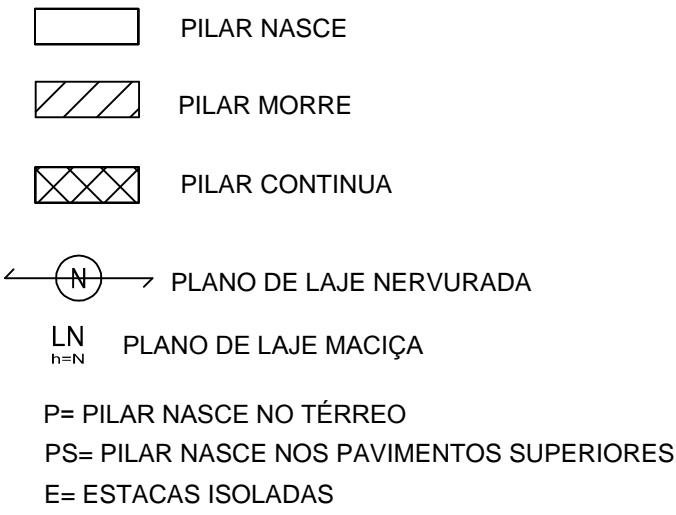 PILAR NASCE
PILAR MORRE
PILAR CONTINUA
N PLANO DE LAJE NERVURADA
LN PLANO DE LAJE MACIÇA
h=N
P= PILAR NASCE NO TÉRREO
PS= PILAR NASCE NOS PAVIMENTOS SUPERIORES
E= ESTACAS ISOLADAS